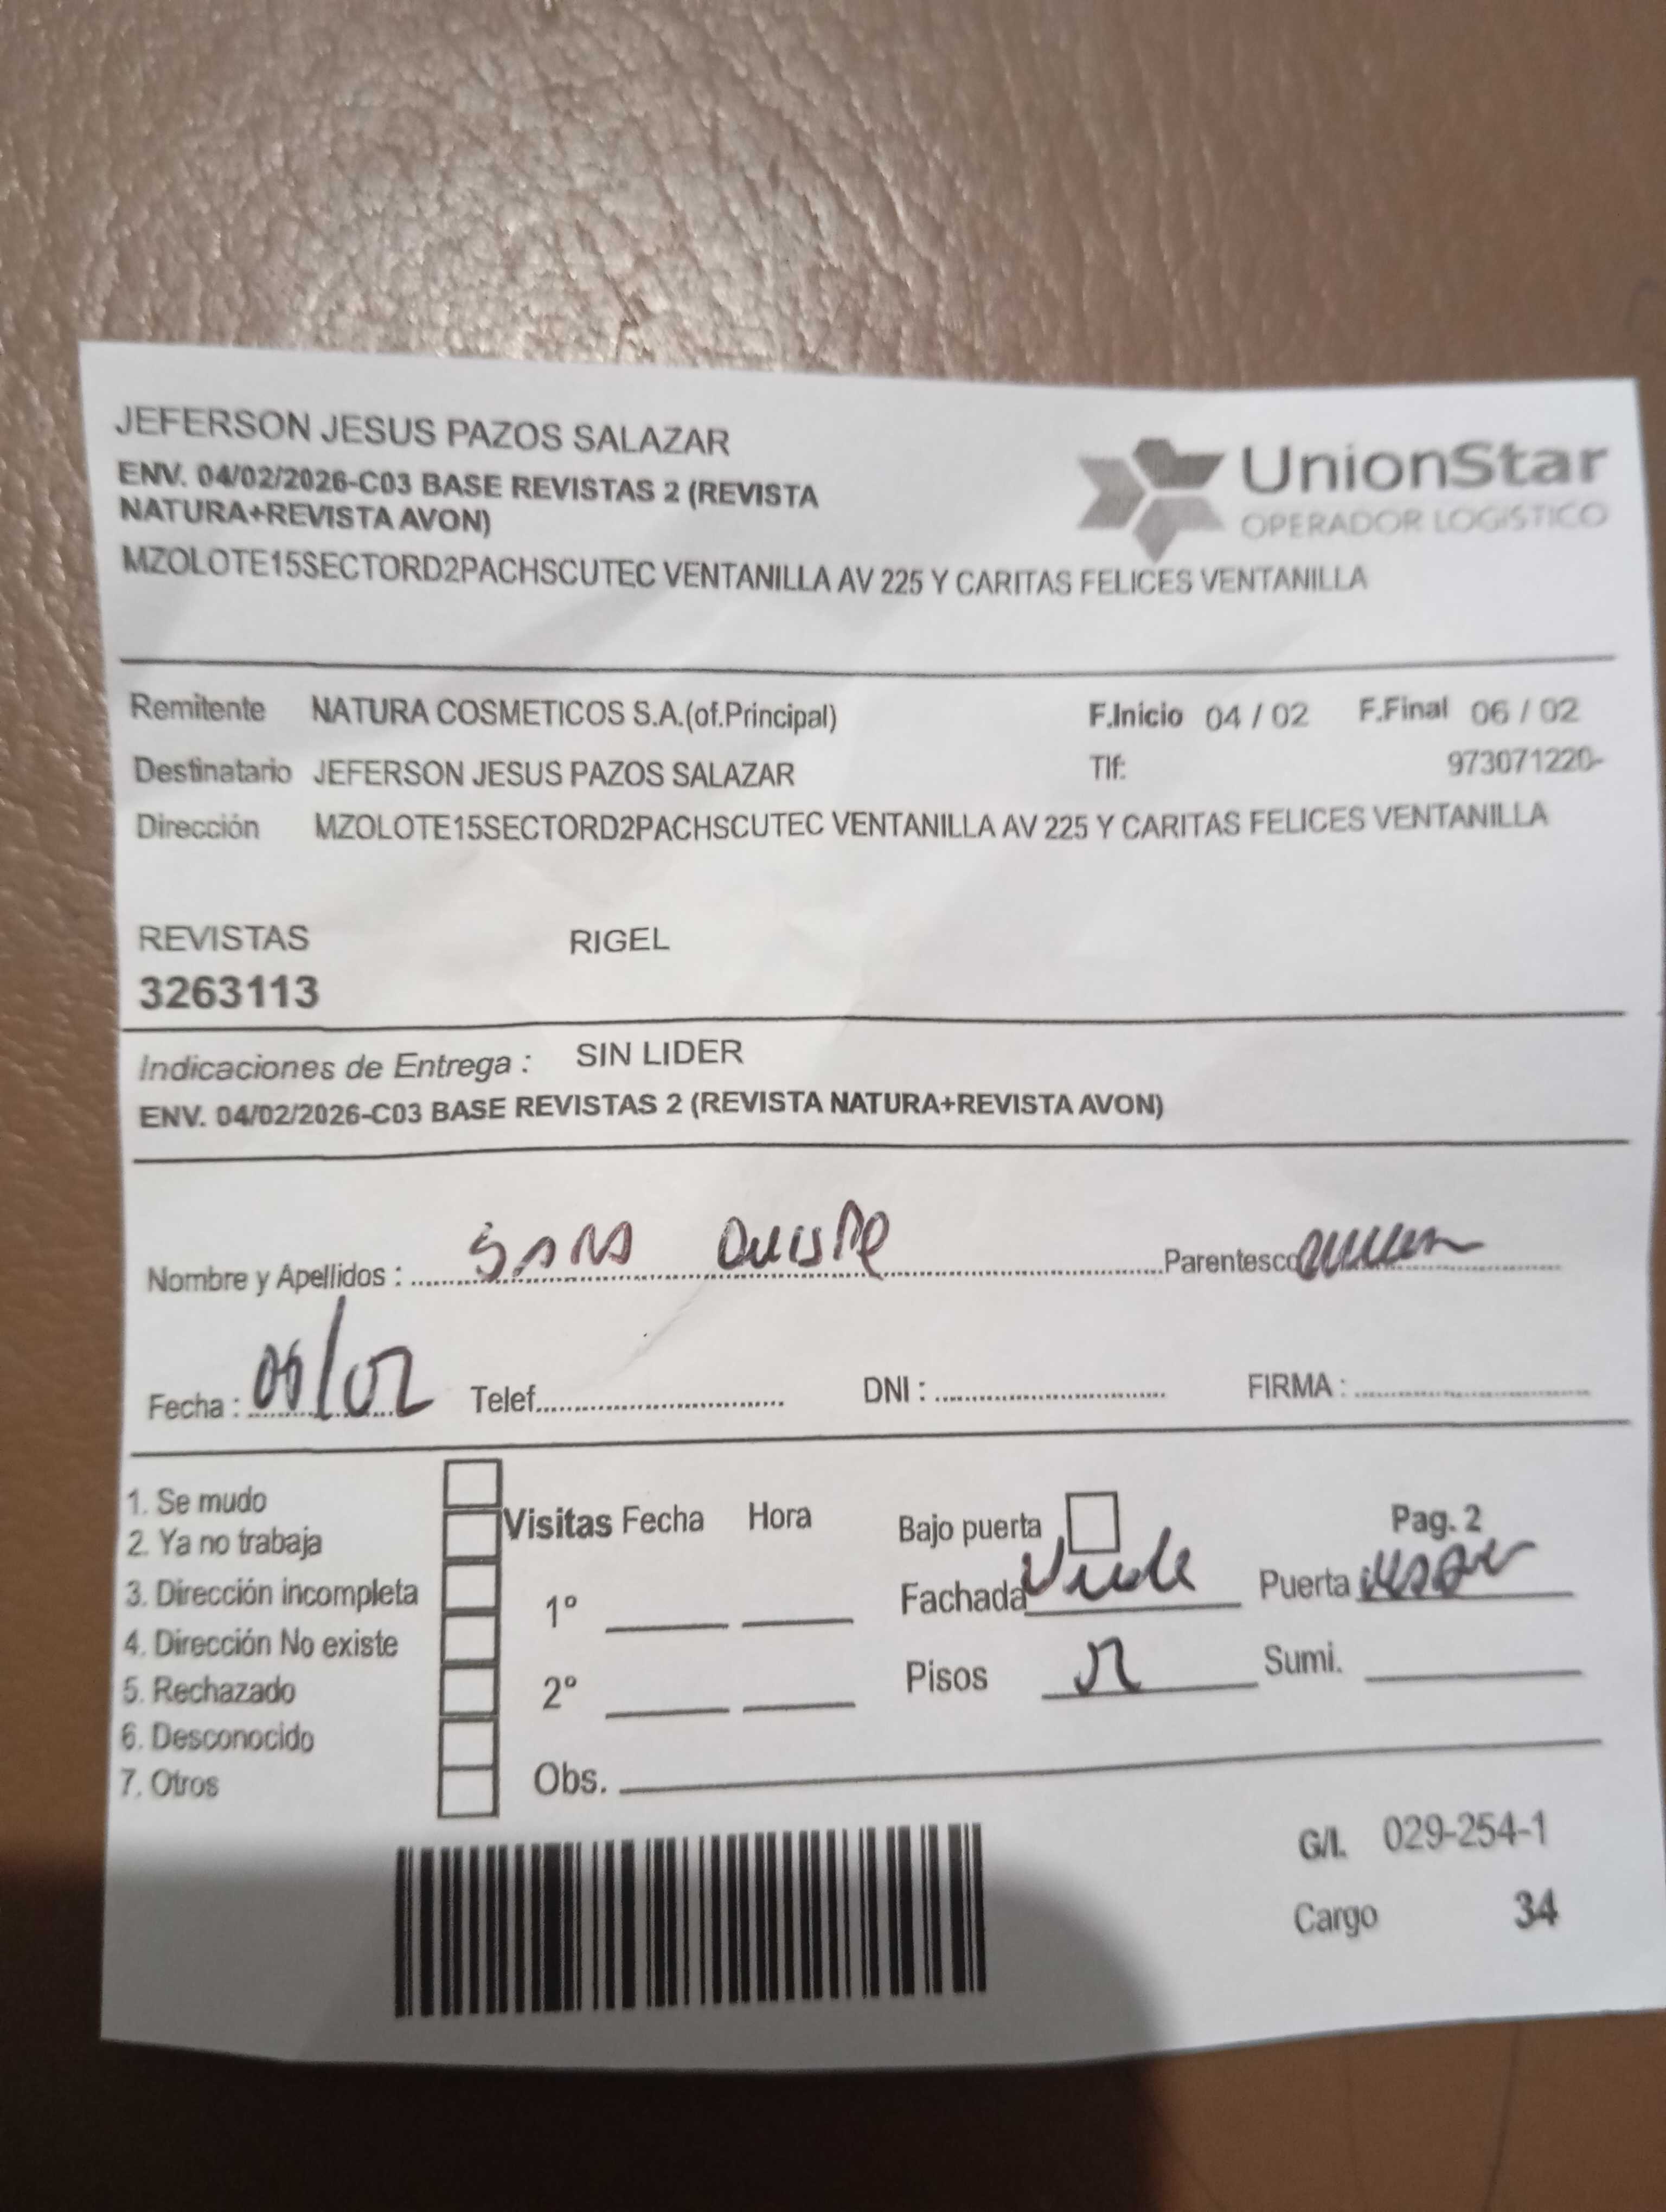 JEFERSON JESUS PAZOS SALAZAR
ENV. 04/02/2026-C03 BASE REVISTAS 2 (REVISTA
NATURA+REVISTA AVON)
UnionStar
OPERADOR LOGISTICO
MZOLOTE15SECTORD2PACHSCUTEC VENTANILLA AV 225 Y CARITAS FELICES VENTANILLA
Remitente NATURA COSMETICOS S.A.(of.Principal) F.Inicio 04 / 02 F.Final 06 / 02
Destinatario JEFERSON JESUS PAZOS SALAZAR Tlf: 973071220-
Dirección MZOLOTE15SECTORD2PACHSCUTEC VENTANILLA AV 225 Y CARITAS FELICES VENTANILLA
REVISTAS RIGEL
3263113
Indicaciones de Entrega : SIN LIDER
ENV. 04/02/2026-C03 BASE REVISTAS 2 (REVISTA NATURA+REVISTA AVON)
Nombre y Apellidos : SARA QUISPE Parentesco
Fecha : Telef. DNI : FIRMA :
1. Se mudo
2. Ya no trabaja
3. Dirección incompleta
4. Dirección No existe
5. Rechazado
6. Desconocido
7. Otros
Visitas Fecha Hora
1°
2°
Obs.
Bajo puerta Pag. 2
Fachada Verde Puerta
Pisos Sumi.
G/I. 029-254-1
Cargo 34